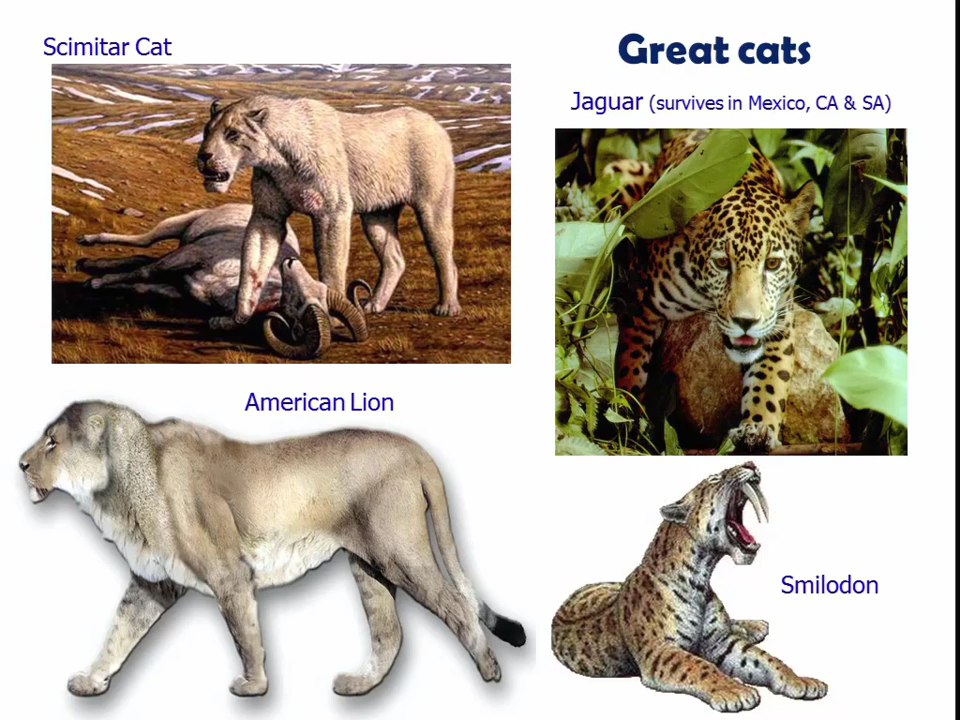 Scimitar Cat
Great cats
Jaguar (survives in Mexico, CA & SA)
American Lion
Smilodon